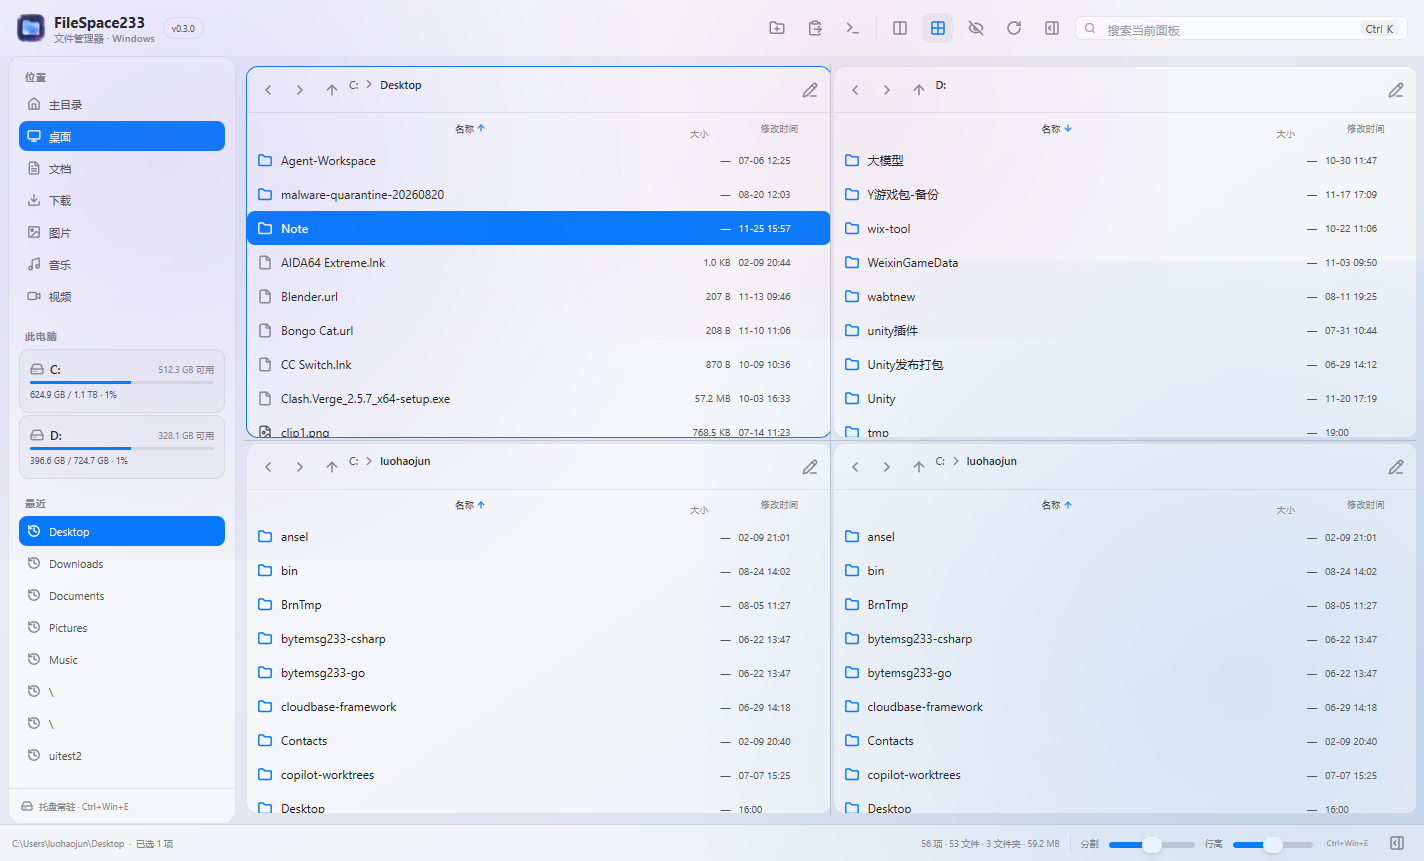 FileSpace233
文件管理器 · Windows
v0.3.0
搜索当前面板
Ctrl K
位置
主目录
桌面
文档
下载
图片
音乐
视频
此电脑
C:
512.3 GB 可用
624.9 GB / 1.1 TB · 1%
D:
328.1 GB 可用
396.6 GB / 724.7 GB · 1%
最近
Desktop
Downloads
Documents
Pictures
Music
\
\
uitest2
托盘常驻 · Ctrl+Win+E
C: > Desktop
名称 大小 修改时间
Agent-Workspace — 07-06 12:25
malware-quarantine-20260820 — 08-20 12:03
Note — 11-25 15:57
AIDA64 Extreme.lnk 1.0 KB 02-09 20:44
Blender.url 207 B 11-13 09:46
Bongo Cat.url 208 B 11-10 11:06
CC Switch.lnk 870 B 10-09 10:36
Clash.Verge_2.5.7_x64-setup.exe 57.2 MB 10-03 16:33
clip1.png 768.5 KB 07-14 11:23
D:
名称 大小 修改时间
大模型 — 10-30 11:47
Y游戏包-备份 — 11-17 17:09
wix-tool — 10-22 11:06
WeixinGameData — 11-03 09:50
wabtnew — 08-11 19:25
unity插件 — 07-31 10:44
Unity发布打包 — 06-29 14:12
Unity — 11-20 17:19
tmp — 19:00
C: > luohaojun
名称 大小 修改时间
ansel — 02-09 21:01
bin — 08-24 14:02
BrnTmp — 08-05 11:27
bytemsg233-csharp — 06-22 13:47
bytemsg233-go — 06-22 13:47
cloudbase-framework — 06-29 14:18
Contacts — 02-09 20:40
copilot-worktrees — 07-07 15:25
Desktop — 16:00
C: > luohaojun
名称 大小 修改时间
ansel — 02-09 21:01
bin — 08-24 14:02
BrnTmp — 08-05 11:27
bytemsg233-csharp — 06-22 13:47
bytemsg233-go — 06-22 13:47
cloudbase-framework — 06-29 14:18
Contacts — 02-09 20:40
copilot-worktrees — 07-07 15:25
Desktop — 16:00
C:\Users\luohaojun\Desktop · 已选 1 项
56 项 · 53 文件 · 3 文件夹 · 59.2 MB
分割
行高
Ctrl+Win+E